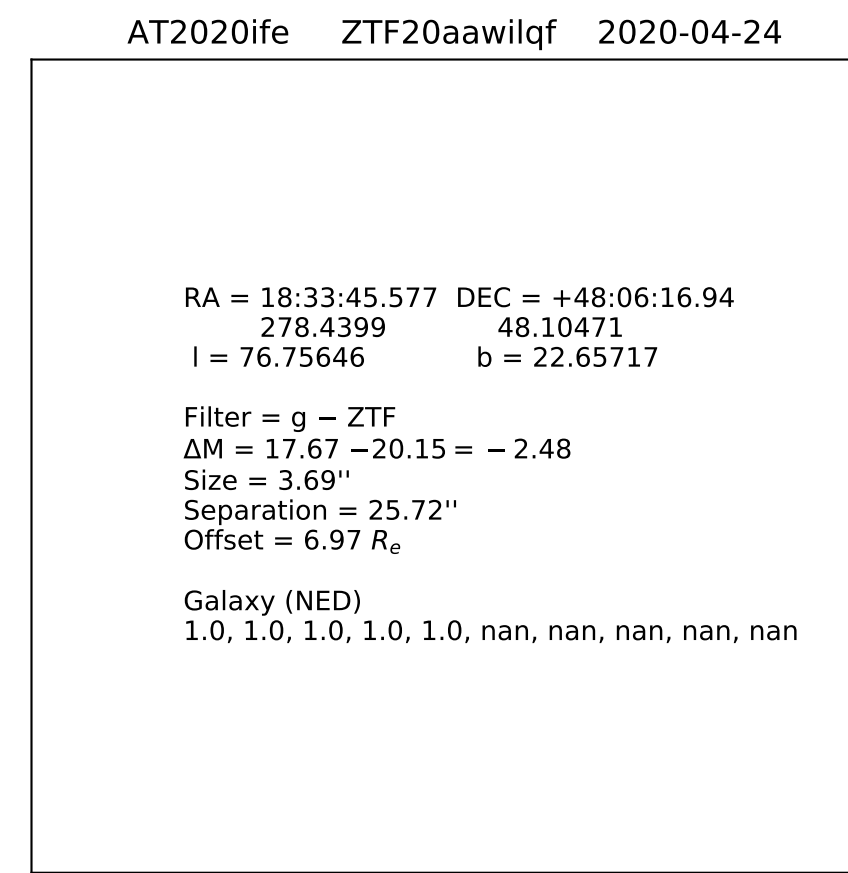 AT2020ife ZTF20aawilqf 2020-04-24
RA = 18:33:45.577 DEC = +48:06:16.94
278.4399 48.10471
l = 76.75646 b = 22.65717
Filter = g − ZTF
ΔM = 17.67 −20.15 = − 2.48
Size = 3.69''
Separation = 25.72''
Offset = 6.97 Re
Galaxy (NED)
1.0, 1.0, 1.0, 1.0, 1.0, nan, nan, nan, nan, nan